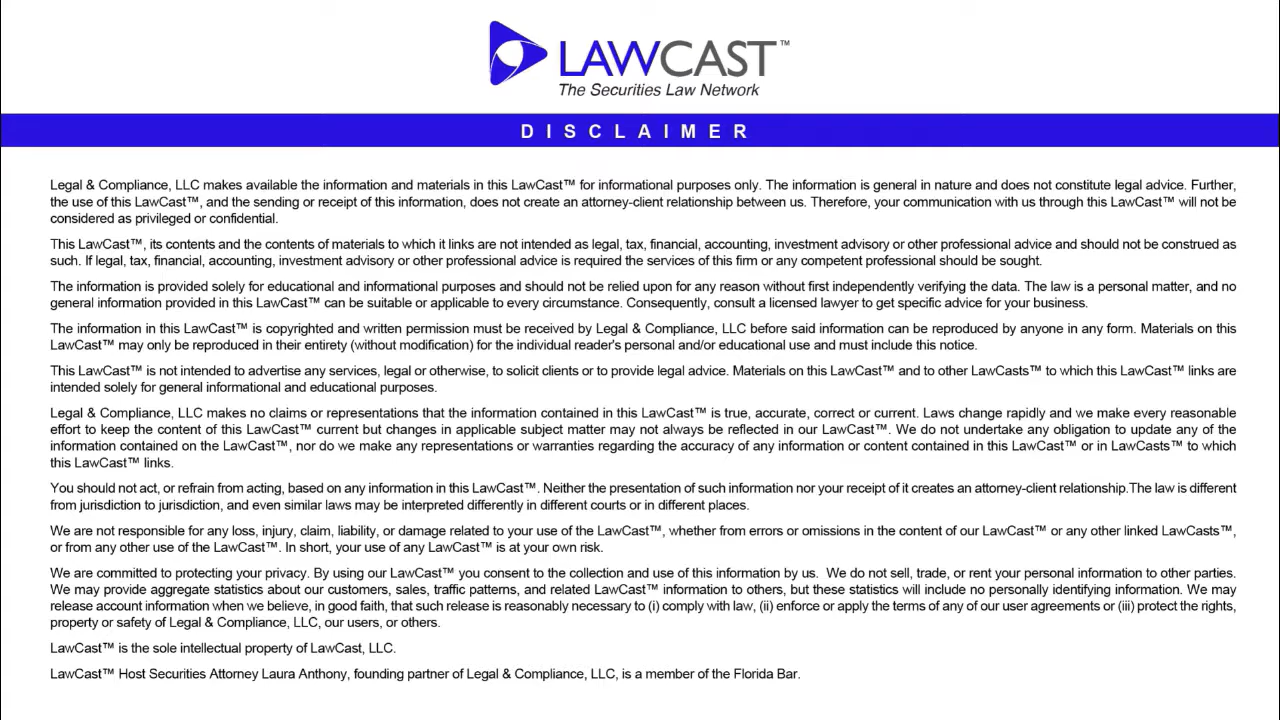 LAWCAST™
The Securities Law Network
DISCLAIMER
Legal & Compliance, LLC makes available the information and materials in this LawCast™ for informational purposes only. The information is general in nature and does not constitute legal advice. Further,
the use of this LawCast™, and the sending or receipt of this information, does not create an attorney-client relationship between us. Therefore, your communication with us through this LawCast™ will not be
considered as privileged or confidential.
This LawCast™, its contents and the contents of materials to which it links are not intended as legal, tax, financial, accounting, investment advisory or other professional advice and should not be construed as
such. If legal, tax, financial, accounting, investment advisory or other professional advice is required the services of this firm or any competent professional should be sought.
The information is provided solely for educational and informational purposes and should not be relied upon for any reason without first independently verifying the data. The law is a personal matter, and no
general information provided in this LawCast™ can be suitable or applicable to every circumstance. Consequently, consult a licensed lawyer to get specific advice for your business.
The information in this LawCast™ is copyrighted and written permission must be received by Legal & Compliance, LLC before said information can be reproduced by anyone in any form. Materials on this
LawCast™ may only be reproduced in their entirety (without modification) for the individual reader's personal and/or educational use and must include this notice.
This LawCast™ is not intended to advertise any services, legal or otherwise, to solicit clients or to provide legal advice. Materials on this LawCast™ and to other LawCasts™ to which this LawCast™ links are
intended solely for general informational and educational purposes.
Legal & Compliance, LLC makes no claims or representations that the information contained in this LawCast™ is true, accurate, correct or current. Laws change rapidly and we make every reasonable
effort to keep the content of this LawCast™ current but changes in applicable subject matter may not always be reflected in our LawCast™. We do not undertake any obligation to update any of the
information contained on the LawCast™, nor do we make any representations or warranties regarding the accuracy of any information or content contained in this LawCast™ or in LawCasts™ to which
this LawCast™ links.
You should not act, or refrain from acting, based on any information in this LawCast™. Neither the presentation of such information nor your receipt of it creates an attorney-client relationship.The law is different
from jurisdiction to jurisdiction, and even similar laws may be interpreted differently in different courts or in different places.
We are not responsible for any loss, injury, claim, liability, or damage related to your use of the LawCast™, whether from errors or omissions in the content of our LawCast™ or any other linked LawCasts™,
or from any other use of the LawCast™. In short, your use of any LawCast™ is at your own risk.
We are committed to protecting your privacy. By using our LawCast™ you consent to the collection and use of this information by us. We do not sell, trade, or rent your personal information to other parties.
We may provide aggregate statistics about our customers, sales, traffic patterns, and related LawCast™ information to others, but these statistics will include no personally identifying information. We may
release account information when we believe, in good faith, that such release is reasonably necessary to (i) comply with law, (ii) enforce or apply the terms of any of our user agreements or (iii) protect the rights,
property or safety of Legal & Compliance, LLC, our users, or others.
LawCast™ is the sole intellectual property of LawCast, LLC.
LawCast™ Host Securities Attorney Laura Anthony, founding partner of Legal & Compliance, LLC, is a member of the Florida Bar.